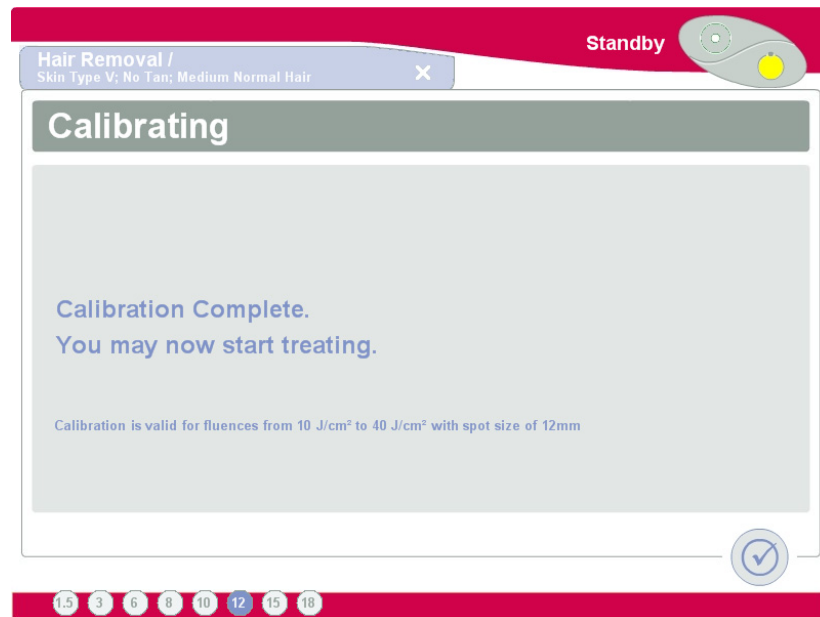 Standby
Hair Removal /
Skin Type V; No Tan; Medium Normal Hair
Calibrating
Calibration Complete.
You may now start treating.
Calibration is valid for fluences from 10 J/cm² to 40 J/cm² with spot size of 12mm
1.5 3 6 8 10 12 15 18